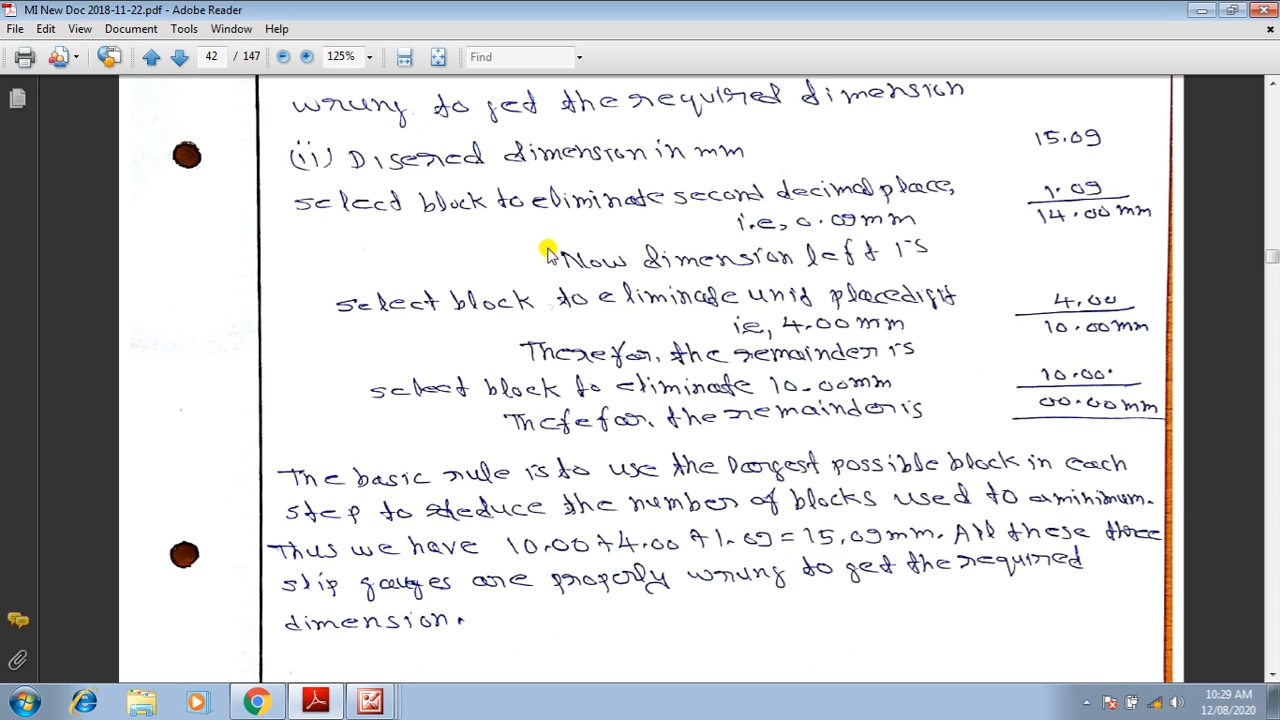 MI New Doc 2018-11-22.pdf - Adobe Reader
File Edit View Document Tools Window Help
42 / 147 125% Find
wrung to get the required dimension
(ii) Disered dimension in mm 15.09
select block to eliminate second decimal place, 1.09
i.e, 0.09mm 14.00 mm
Now dimension left is
select block to eliminate unit placedigit 4.00
ie, 4.00mm 10.00mm
Therefor, the remainder is
select block to eliminate 10.00mm 10.00.
Thefefor, the remainder is 00.00mm
The basic rule is to use the largest possible block in each
step to reduce the number of blocks used to a minimum.
Thus we have 10.00+4.00+1.09=15.09mm. All these three
slip gauges are properly wrung to get the required
dimension.
10:29 AM
12/08/2020